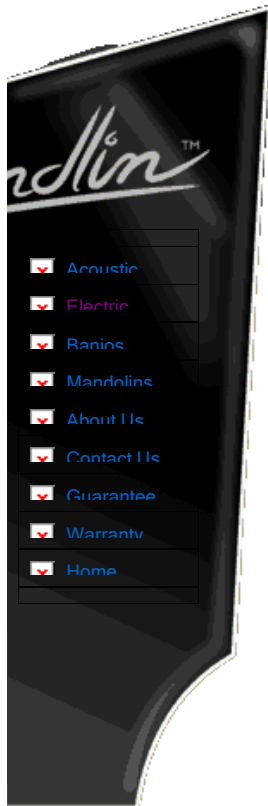 ndlin™
Acoustic
Electric
Banjos
Mandolins
About Us
Contact Us
Guarantee
Warranty
Home